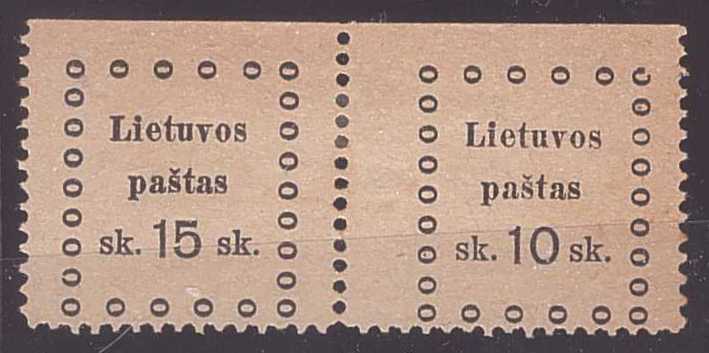 Lietuvos
paštas
sk. 15 sk.
Lietuvos
paštas
sk. 10 sk.